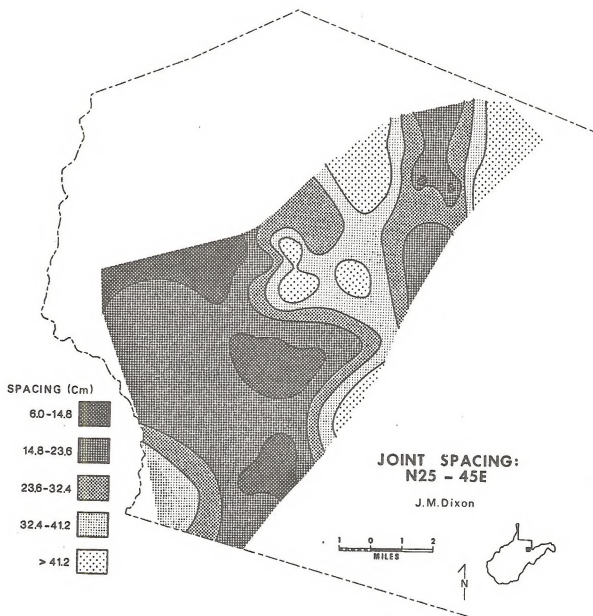 SPACING (Cm)
6.0-14.8
14.8-23.6
23.6-32.4
32.4-41.2
> 41.2
JOINT SPACING:
N25 - 45E
J.M.Dixon
1 0 1 2
MILES
N